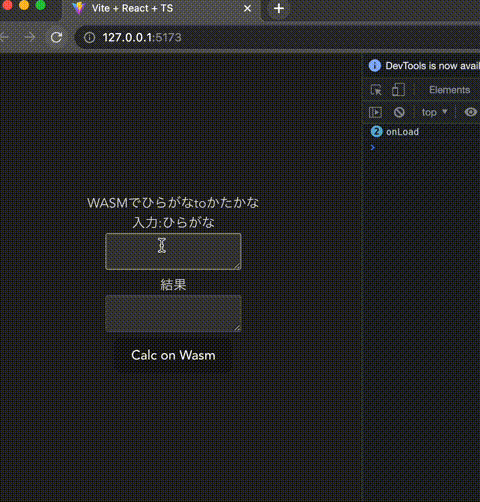 Vite + React + TS
127.0.0.1:5173
DevTools is now avail
Elements
top
2 onLoad
WASMでひらがなtoかたかな
入力:ひらがな
結果
Calc on Wasm